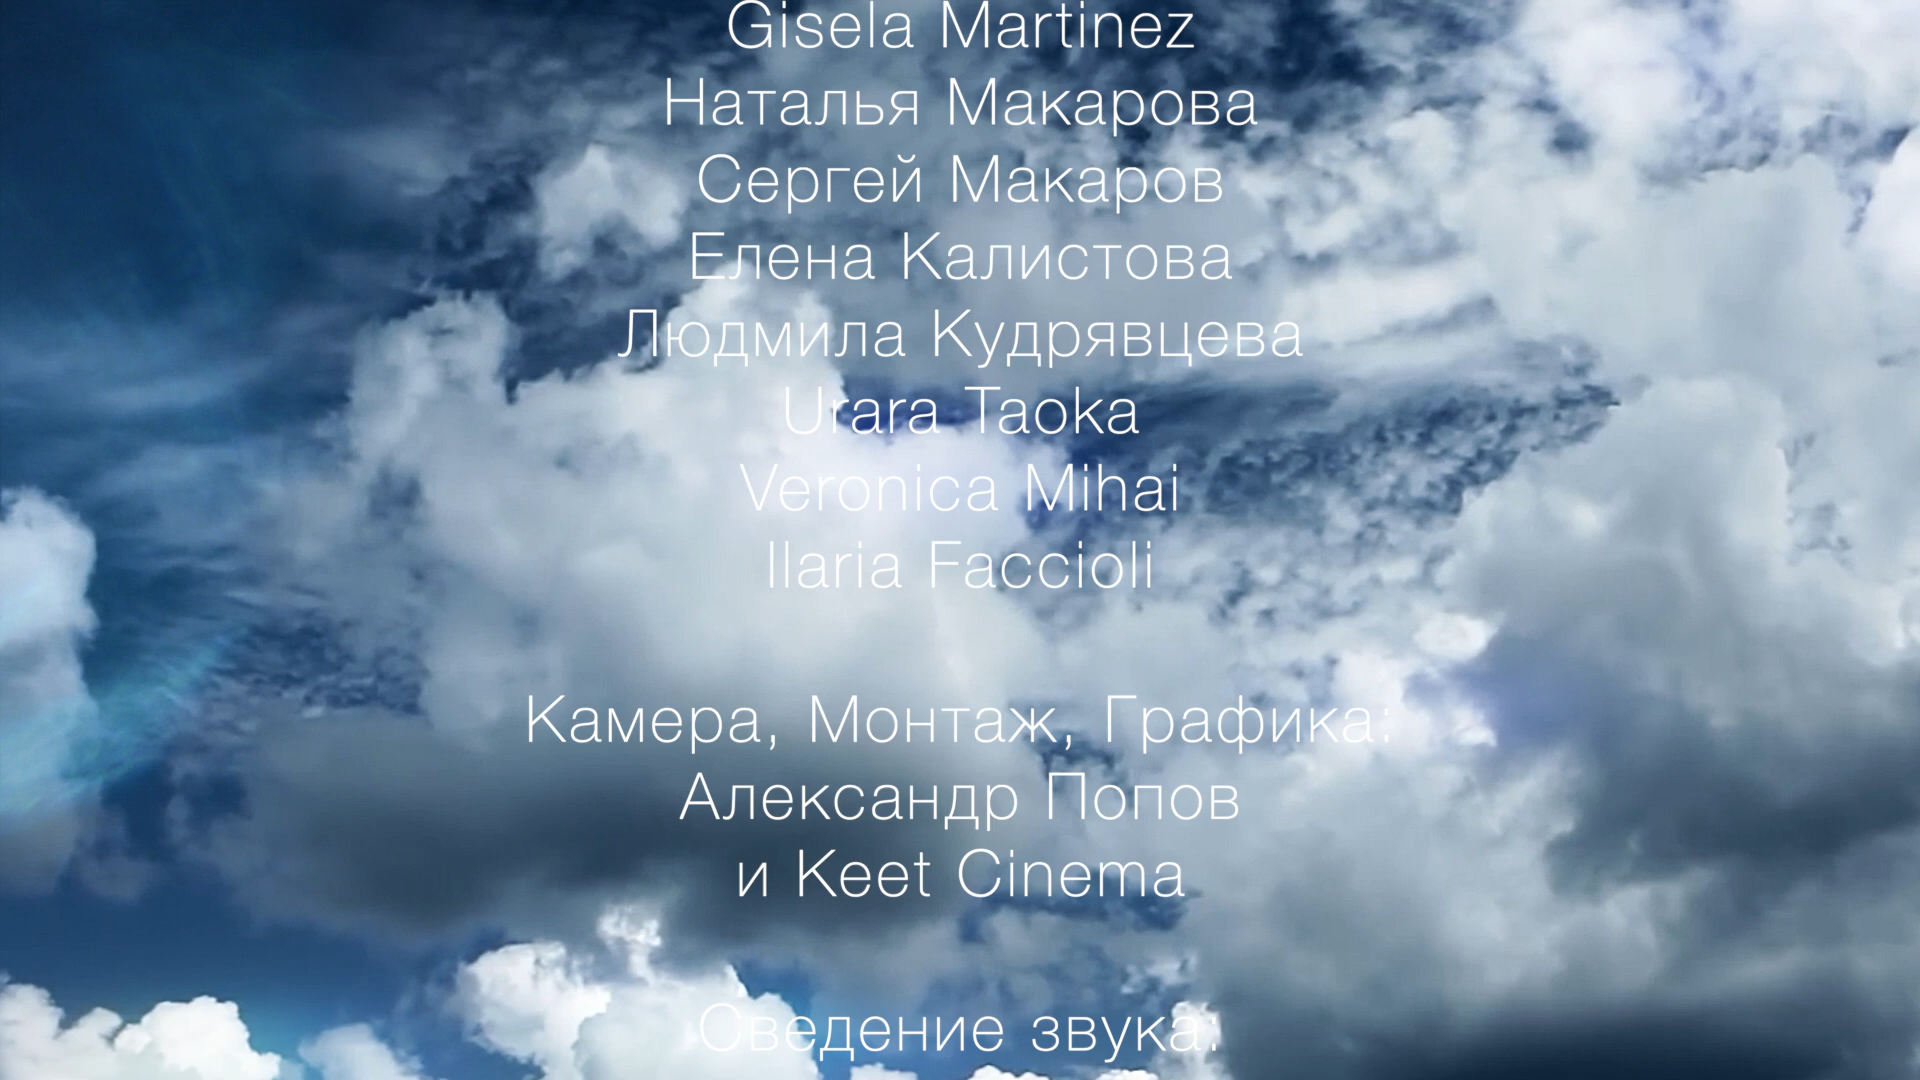 Gisela Martinez
Наталья Макарова
Сергей Макаров
Елена Калистова
Людмила Кудрявцева
Urara Taoka
Veronica Mihai
Ilaria Faccioli
Камера, Монтаж, Графика:
Александр Попов
и Keet Cinema
Сведение звука: